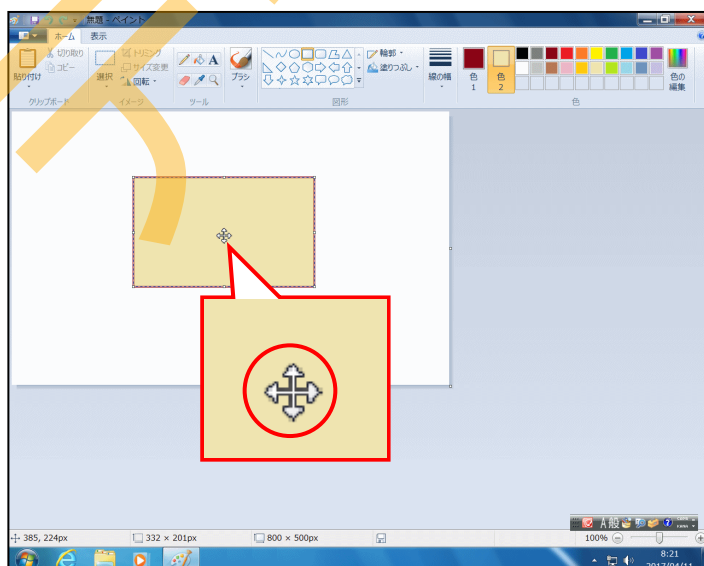 無題 - ペイント
ホーム 表示
貼り付け
切り取り
コピー
クリップボード
選択
トリミング
サイズ変更
回転
イメージ
A
ツール
ブラシ
輪郭
塗りつぶし
図形
線の幅
色
1
色
2
色の
編集
色
A 般
385, 224px
332 × 201px
800 × 500px
100%
8:21
2017/04/11